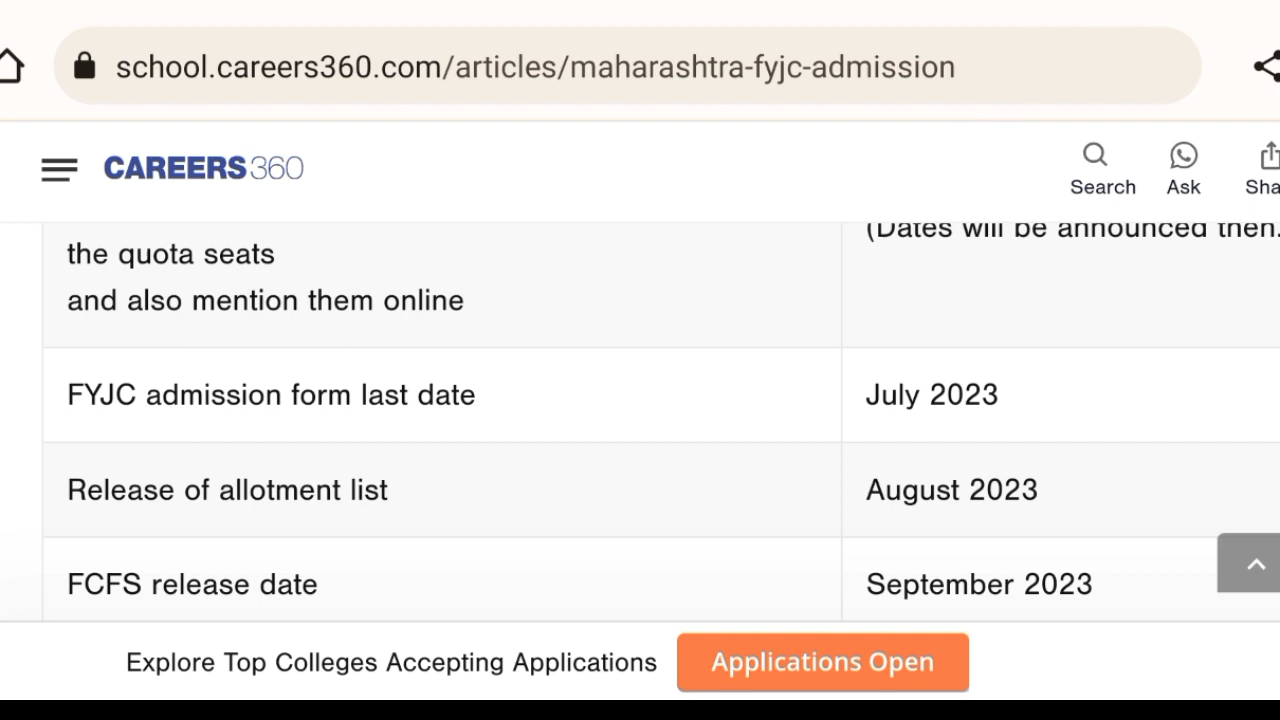 school.careers360.com/articles/maharashtra-fyjc-admission
CAREERS360
Search
Ask
Sha
(Dates will be announced then.
the quota seats
and also mention them online
FYJC admission form last date
July 2023
Release of allotment list
August 2023
FCFS release date
September 2023
Explore Top Colleges Accepting Applications
Applications Open